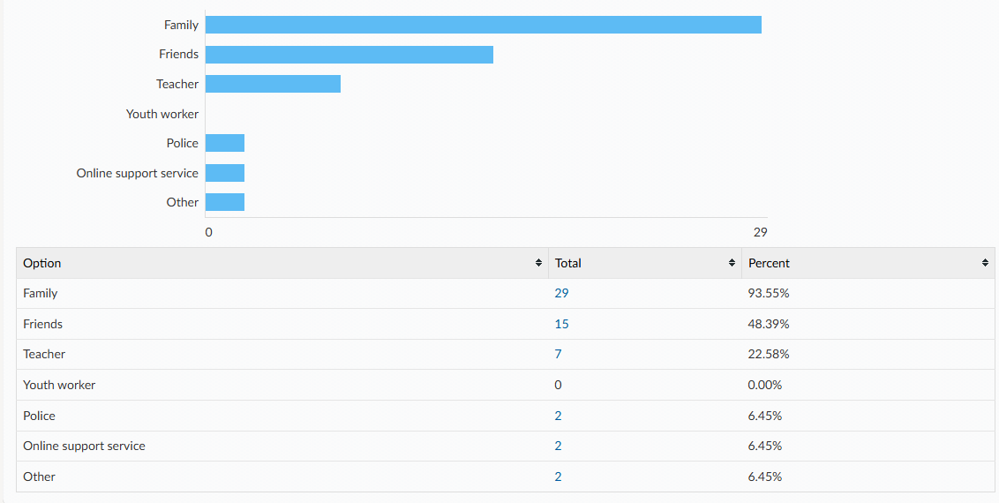 Family
Friends
Teacher
Youth worker
Police
Online support service
Other
0 29
Option Total Percent
Family 29 93.55%
Friends 15 48.39%
Teacher 7 22.58%
Youth worker 0 0.00%
Police 2 6.45%
Online support service 2 6.45%
Other 2 6.45%